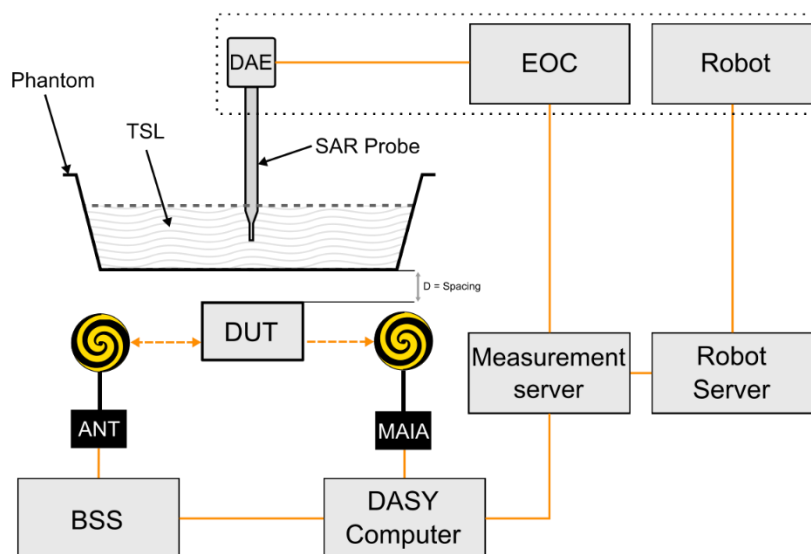 DAE
EOC
Robot
Phantom
TSL
SAR Probe
D = Spacing
DUT
Measurement
server
Robot
Server
ANT
MAIA
BSS
DASY
Computer